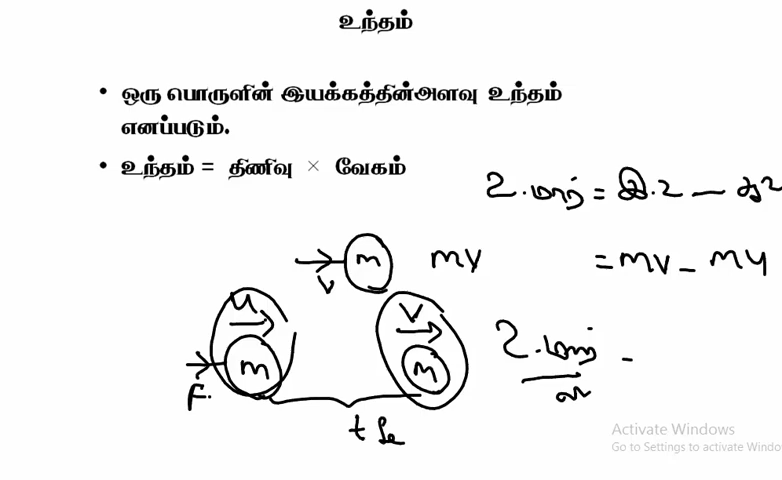 உந்தம்
• ஒரு பொருளின் இயக்கத்தின்அளவு உந்தம்
எனப்படும்.
• உந்தம் = திணிவு × வேகம்
உ.மாற் = இ.உ — ஆ.உ
= mv - mu
m mv
v
u
m
F
v
m
t
உ.மாற் -
Activate Windows
Go to Settings to activate Windo